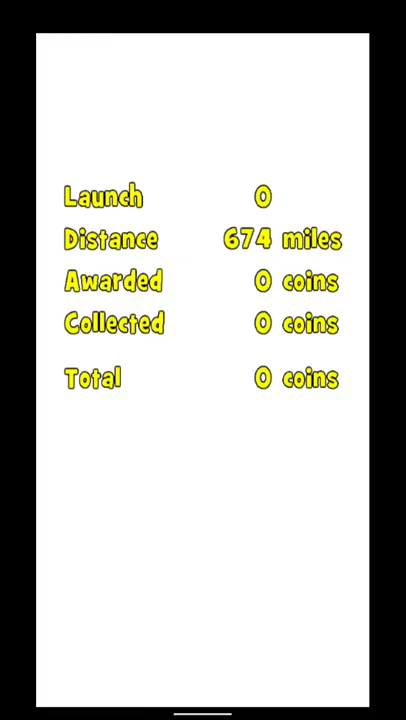 Launch 0
Distance 674 miles
Awarded 0 coins
Collected 0 coins
Total 0 coins